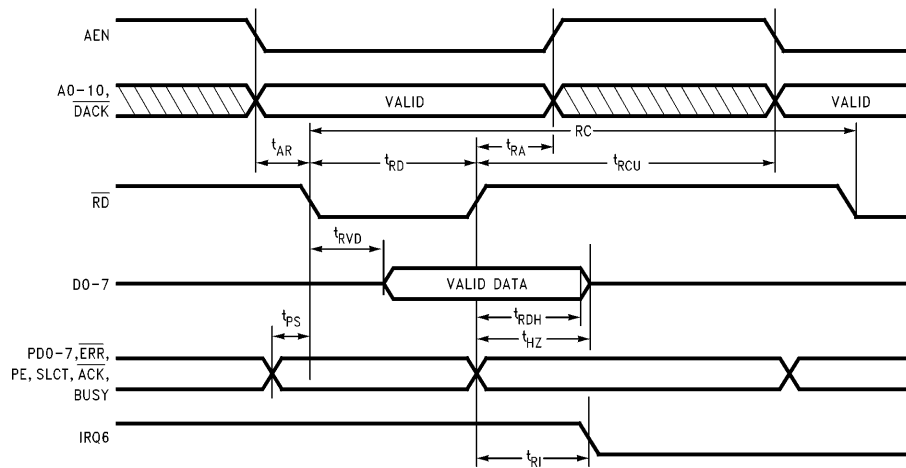 AEN
A0-10,
DACK
VALID
VALID
RC
tAR
tRD
tRA
tRCU
RD
tRVD
D0-7
VALID DATA
tRDH
tHZ
tPS
PD0-7,ERR,
PE, SLCT, ACK,
BUSY
IRQ6
tRI